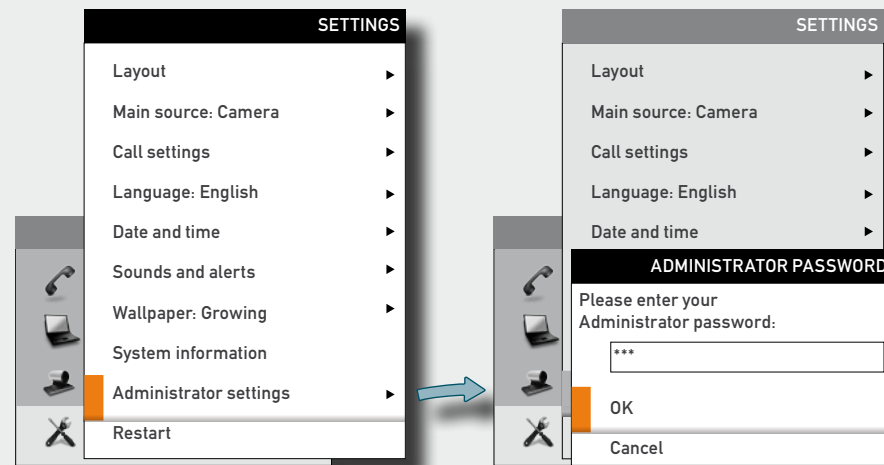 SETTINGS
Layout
Main source: Camera
Call settings
Language: English
Date and time
Sounds and alerts
Wallpaper: Growing
System information
Administrator settings
Restart
SETTINGS
Layout
Main source: Camera
Call settings
Language: English
Date and time
ADMINISTRATOR PASSWORD
Please enter your
Administrator password:
***
OK
Cancel